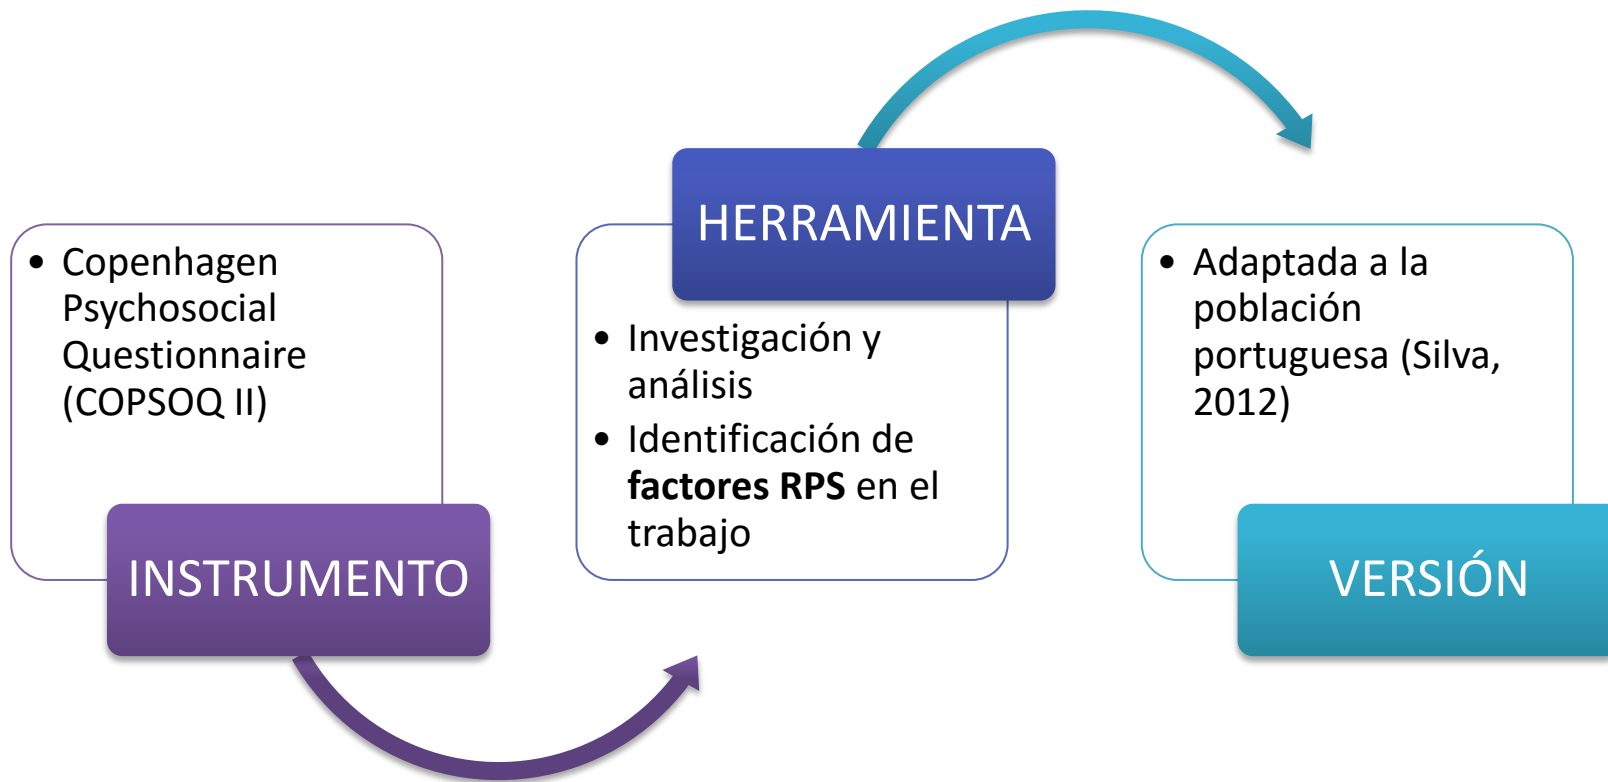 • Copenhagen
Psychosocial
Questionnaire
(COPSOQ II)
INSTRUMENTO
HERRAMIENTA
• Investigación y
análisis
• Identificación de
factores RPS en el
trabajo
• Adaptada a la
población
portuguesa (Silva,
2012)
VERSIÓN